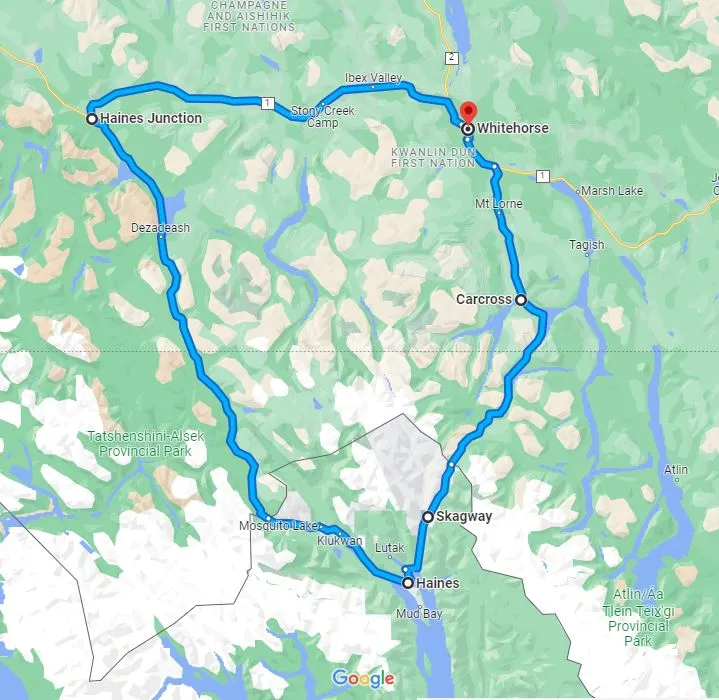 CHAMPAGNE
AND AISHIHIK
FIRST NATIONS
2
Ibex Valley
1
Stony Creek
Camp
Haines Junction
Whitehorse
KWANLIN DUN
FIRST NATION
1
Marsh Lake
Mt Lorne
Dezadeash
Tagish
Carcross
Tatshenshini-Alsek
Provincial Park
Atlin
Skagway
Mosquito Lake
Klukwan
Lutak
Haines
Atlin/Áa
Tlein Téix'gi
Provincial
Park
Mud Bay
Google